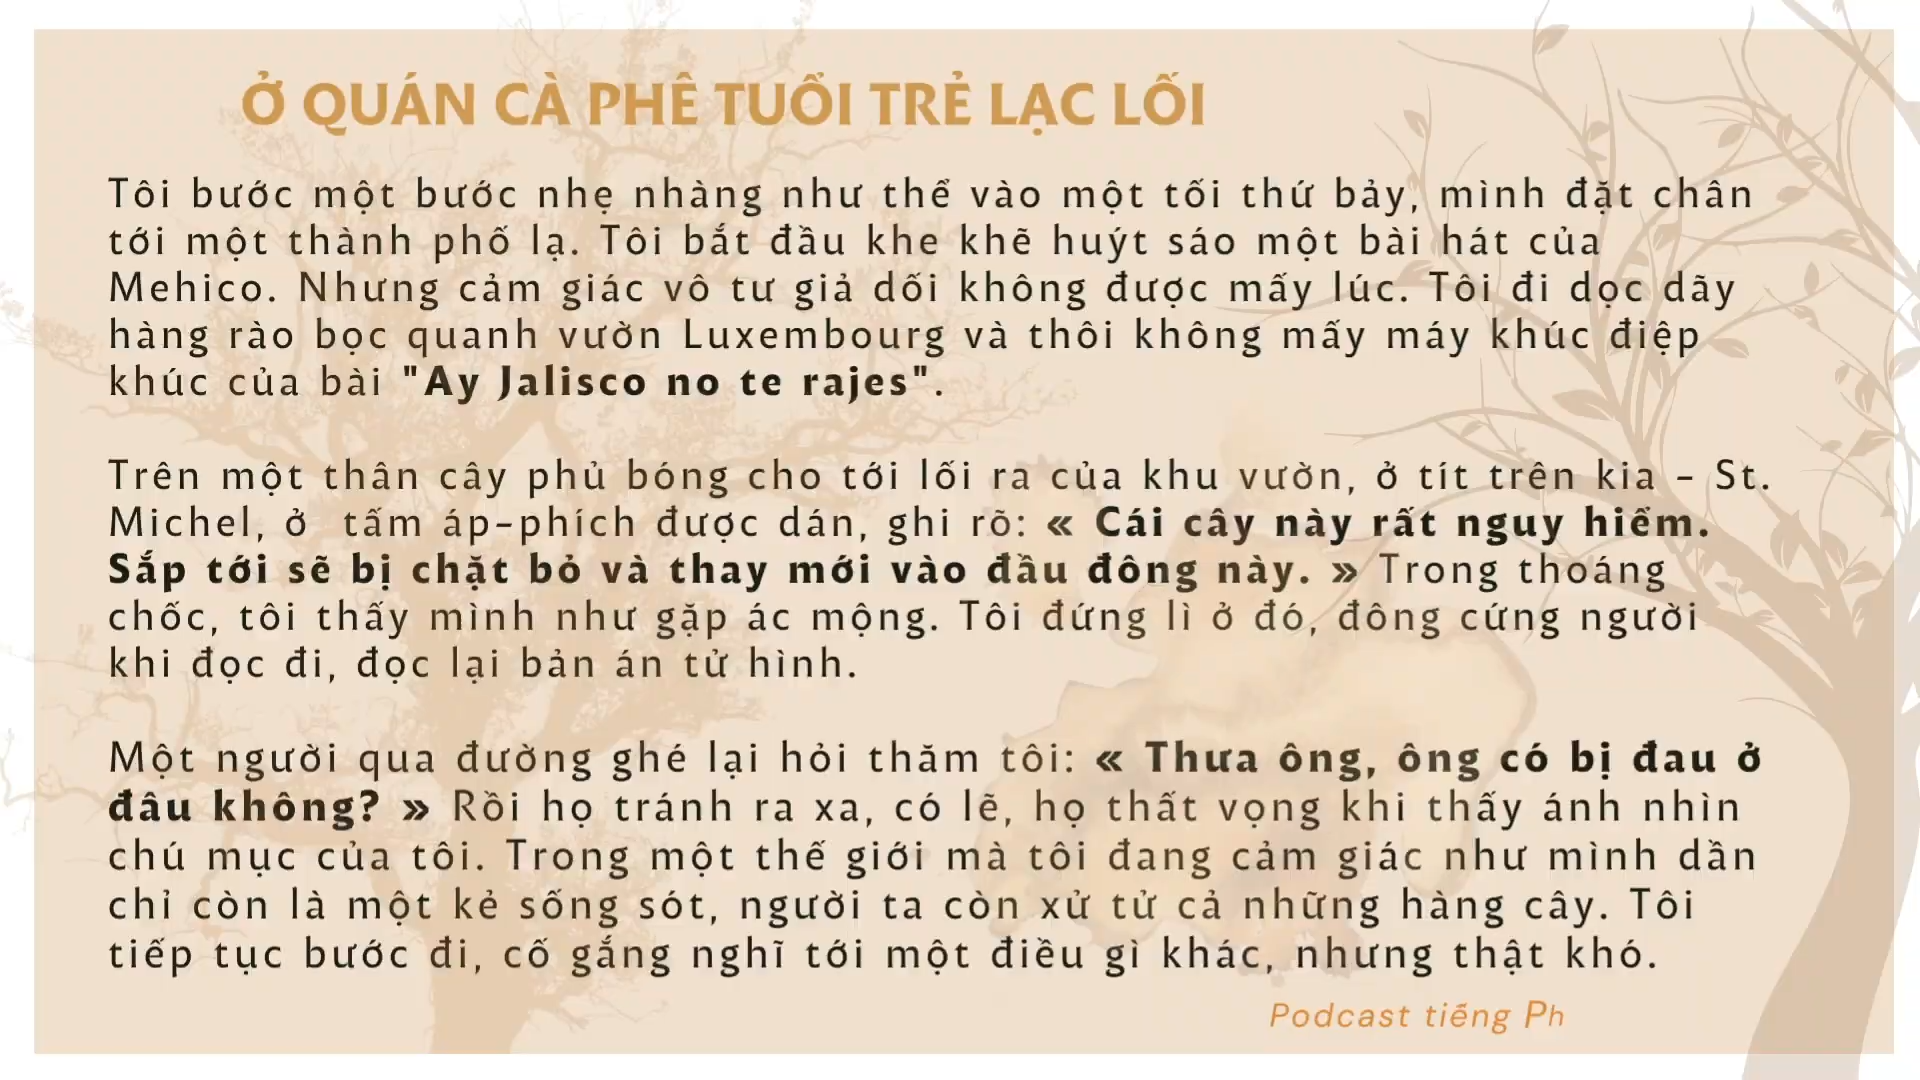 Ở QUÁN CÀ PHÊ TUỔI TRẺ LẠC LỐI
Tôi bước một bước nhẹ nhàng như thể vào một tối thứ bảy, mình đặt chân
tới một thành phố lạ. Tôi bắt đầu khe khẽ huýt sáo một bài hát của
Mehico. Nhưng cảm giác vô tư giả dối không được mấy lúc. Tôi đi dọc dãy
hàng rào bọc quanh vườn Luxembourg và thôi không mấy máy khúc điệp
khúc của bài "Ay Jalisco no te rajes".
Trên một thân cây phủ bóng cho tới lối ra của khu vườn, ở tít trên kia – St.
Michel, ở tấm áp-phích được dán, ghi rõ: « Cái cây này rất nguy hiểm.
Sắp tới sẽ bị chặt bỏ và thay mới vào đầu đông này. » Trong thoáng
chốc, tôi thấy mình như gặp ác mộng. Tôi đứng lì ở đó, đông cứng người
khi đọc đi, đọc lại bản án tử hình.
Một người qua đường ghé lại hỏi thăm tôi: « Thưa ông, ông có bị đau ở
đâu không? » Rồi họ tránh ra xa, có lẽ, họ thất vọng khi thấy ánh nhìn
chú mục của tôi. Trong một thế giới mà tôi đang cảm giác như mình dần
chỉ còn là một kẻ sống sót, người ta còn xử tử cả những hàng cây. Tôi
tiếp tục bước đi, cố gắng nghĩ tới một điều gì khác, nhưng thật khó.
Podcast tiếng Ph